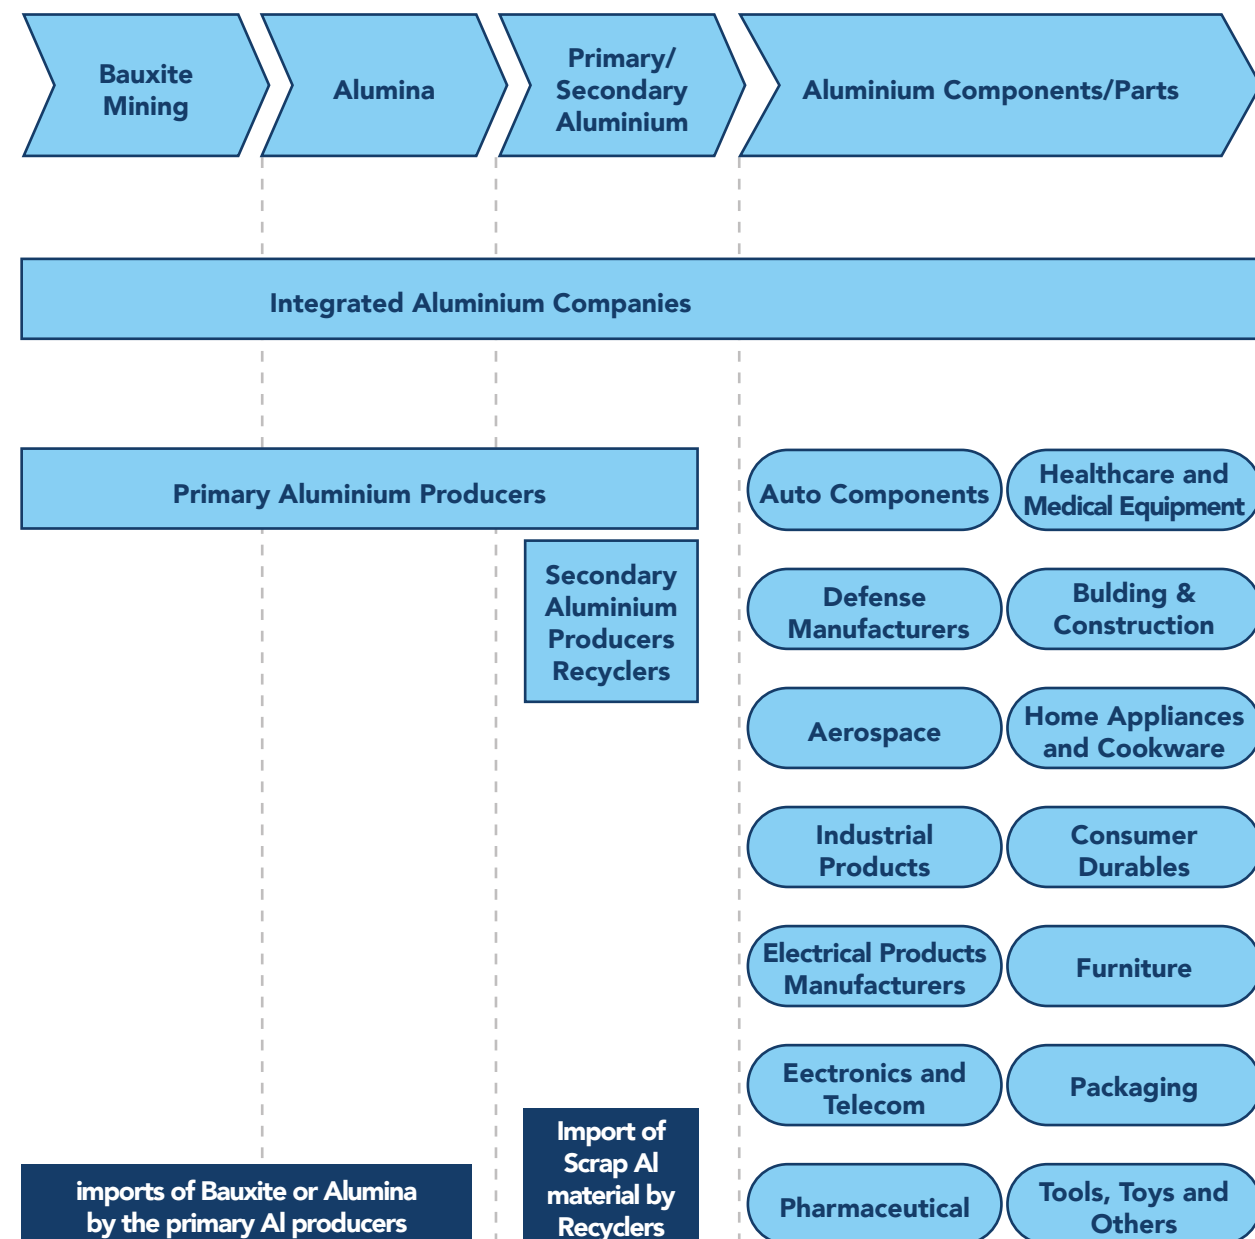 Bauxite
Mining
Alumina
Primary/
Secondary
Aluminium
Aluminium Components/Parts
Integrated Aluminium Companies
Primary Aluminium Producers
Secondary
Aluminium
Producers
Recyclers
Auto Components
Healthcare and
Medical Equipment
Defense
Manufacturers
Bulding &
Construction
Aerospace
Home Appliances
and Cookware
Industrial
Products
Consumer
Durables
Electrical Products
Manufacturers
Furniture
Eectronics and
Telecom
Packaging
imports of Bauxite or Alumina
by the primary Al producers
Import of
Scrap Al
material by
Recyclers
Pharmaceutical
Tools, Toys and
Others